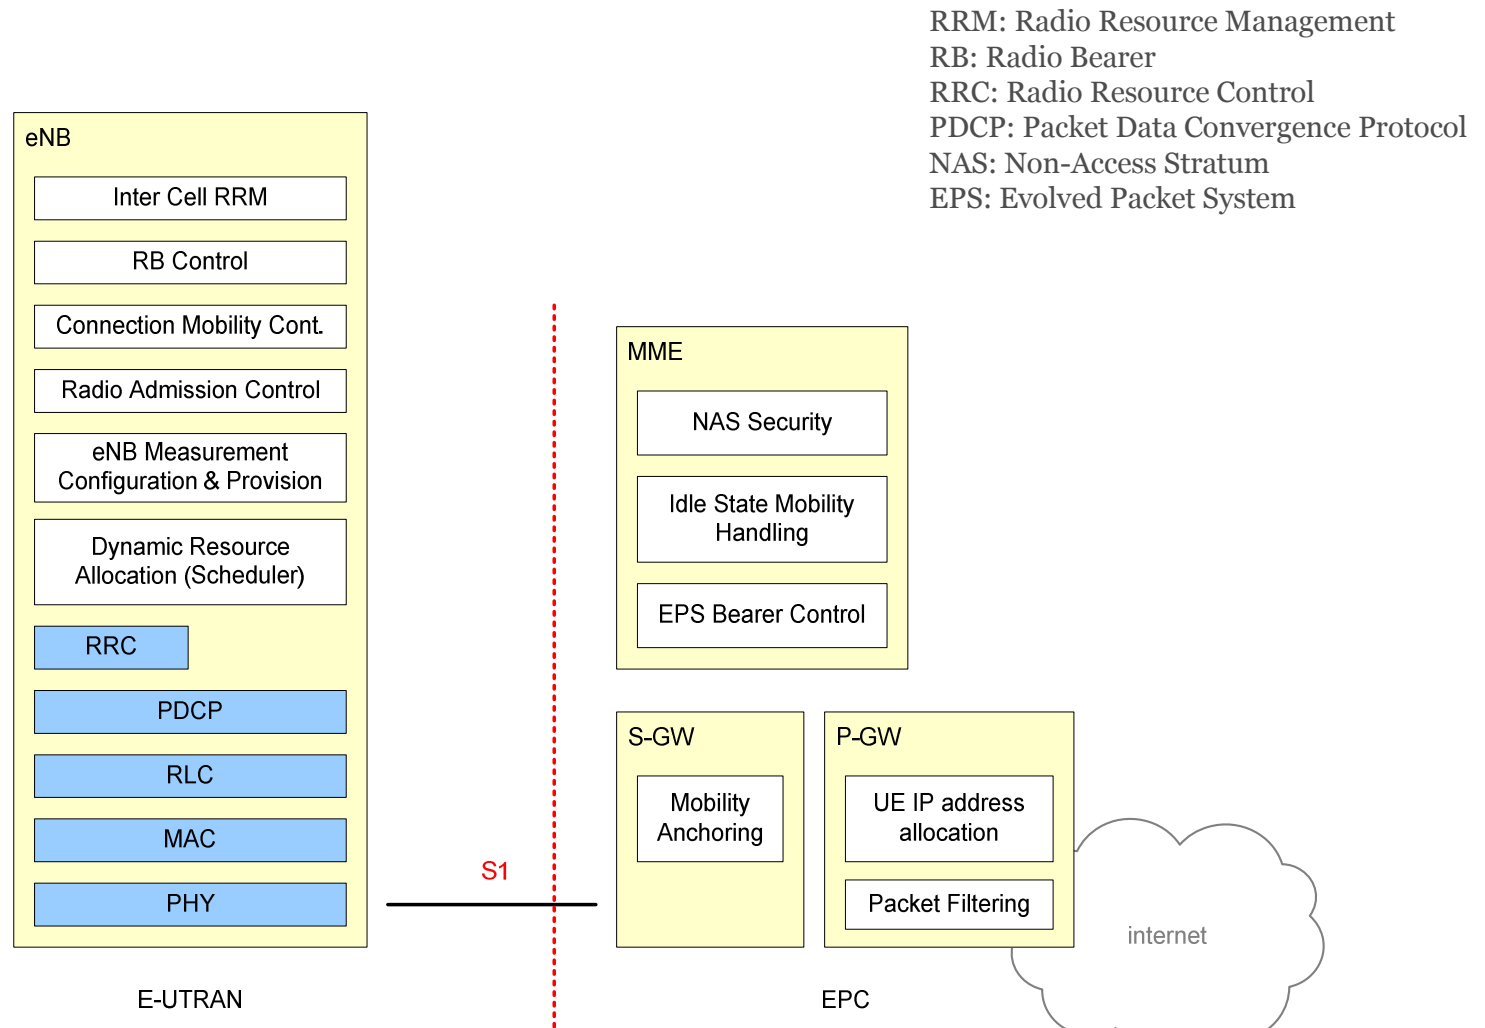 RRM: Radio Resource Management
RB: Radio Bearer
RRC: Radio Resource Control
PDCP: Packet Data Convergence Protocol
NAS: Non-Access Stratum
EPS: Evolved Packet System
eNB
Inter Cell RRM
RB Control
Connection Mobility Cont.
Radio Admission Control
eNB Measurement
Configuration & Provision
Dynamic Resource
Allocation (Scheduler)
RRC
PDCP
RLC
MAC
PHY
S1
MME
NAS Security
Idle State Mobility
Handling
EPS Bearer Control
S-GW
Mobility
Anchoring
P-GW
UE IP address
allocation
Packet Filtering
internet
E-UTRAN
EPC